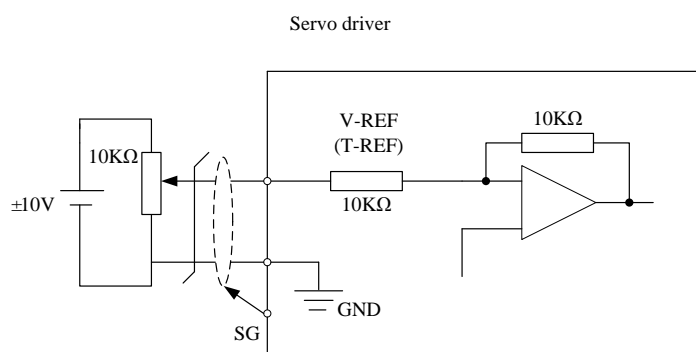 Servo driver
V-REF
(T-REF)
10KΩ
10KΩ
10KΩ
±10V
GND
SG